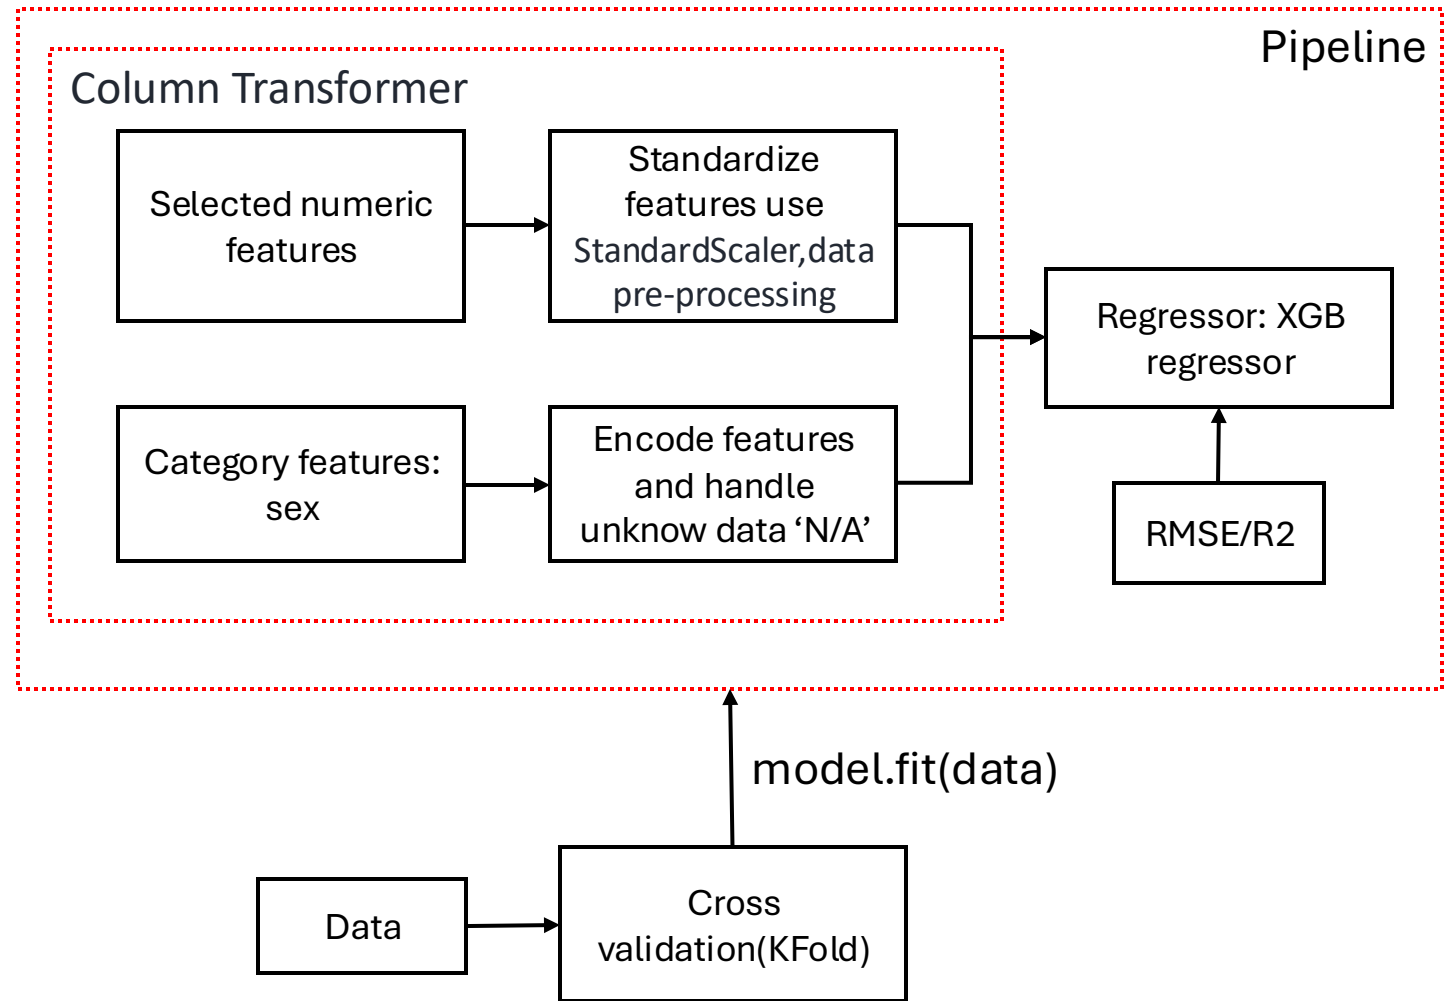 Pipeline
Column Transformer
Selected numeric
features
Standardize
features use
StandardScaler,data
pre-processing
Regressor: XGB
regressor
Category features:
sex
Encode features
and handle
unknow data ‘N/A’
RMSE/R2
model.fit(data)
Data
Cross
validation(KFold)